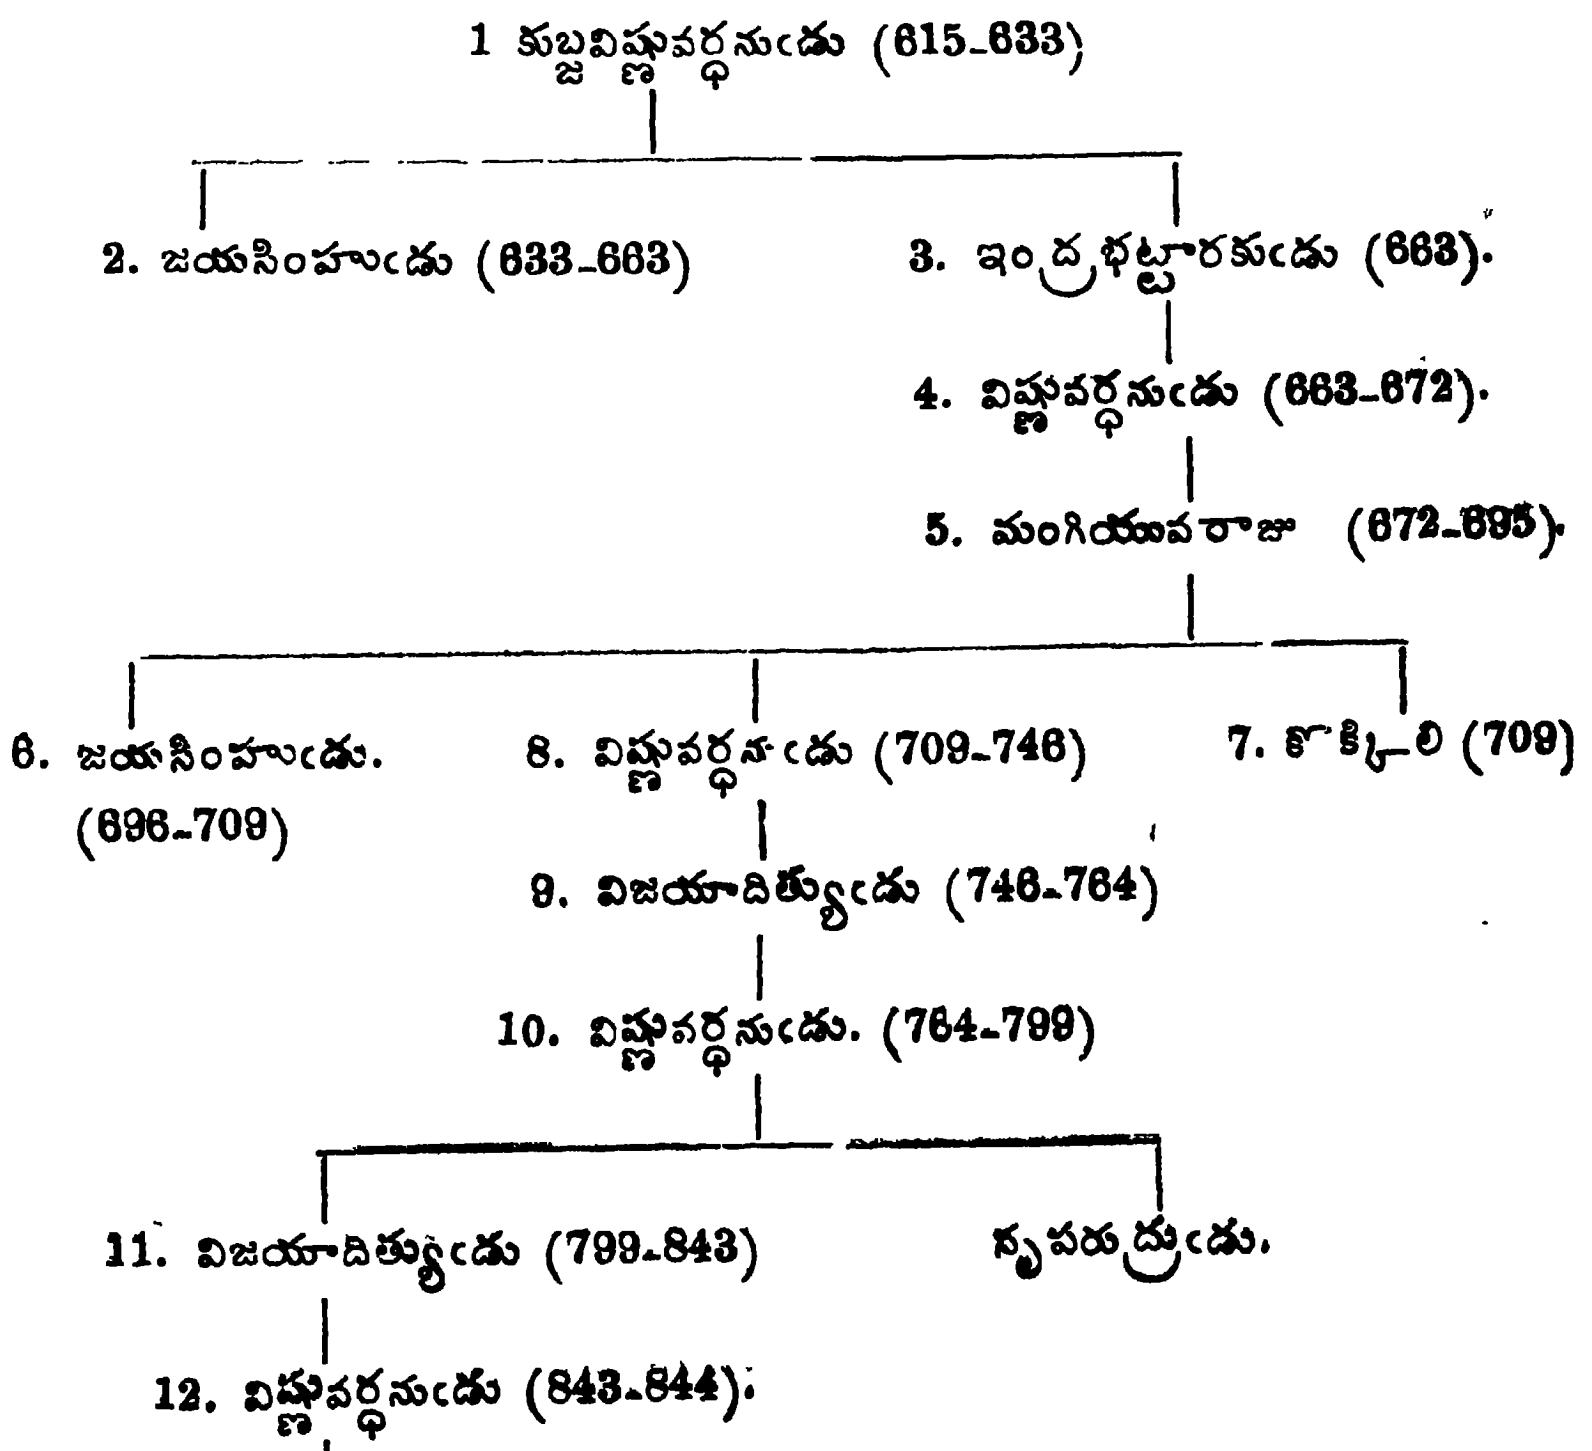 1 కుబ్జవిష్ణువర్ధనుఁడు (615-633)
2. జయసింహుఁడు (633-663) 3. ఇంద్రభట్టారకుఁడు (663).
4. విష్ణువర్ధనుఁడు (663-672).
5. మంగియువరాజు (672-695).
6. జయసింహుఁడు. 8. విష్ణువర్ధనుఁడు (709-746) 7. కొక్కిలి (709)
(696-709)
9. విజయాదిత్యుఁడు (746-764)
10. విష్ణువర్ధనుఁడు. (764-799)
11. విజయాదిత్యుఁడు (799-843) నృపరుద్రుఁడు.
12. విష్ణువర్ధనుఁడు (843-844).